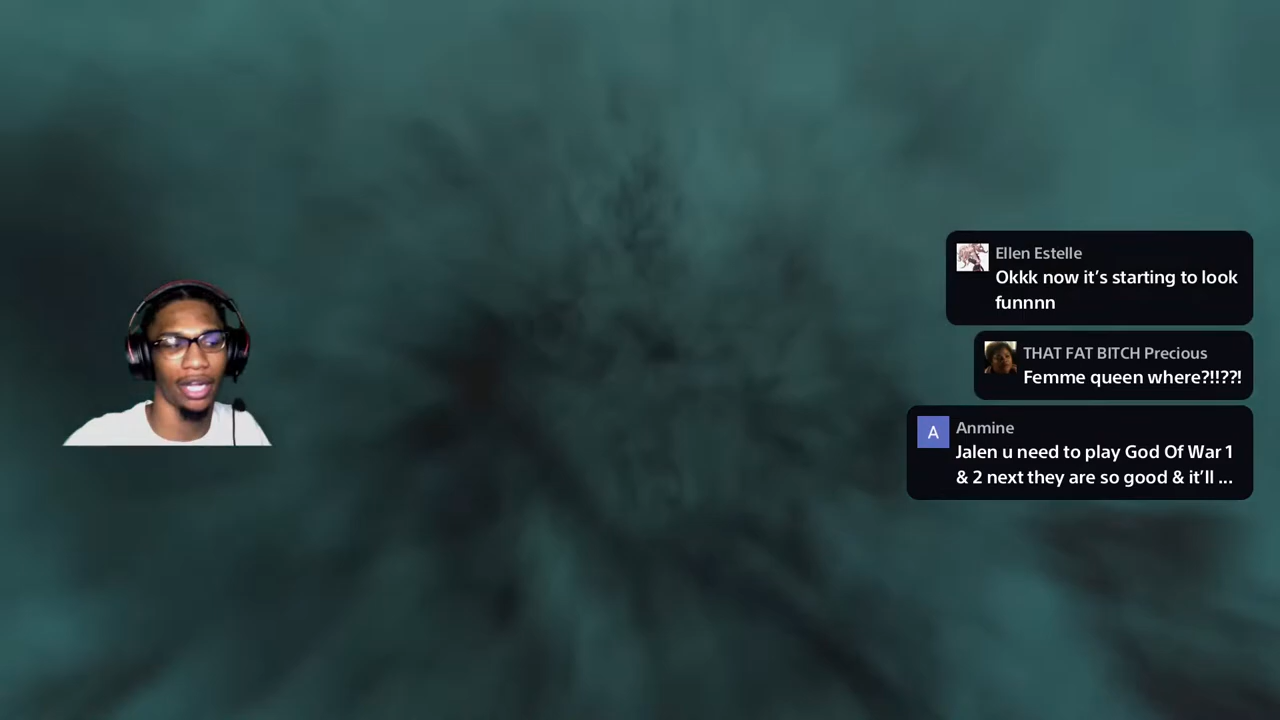 Ellen Estelle
Okkk now it’s starting to look
funnnn
THAT FAT BITCH Precious
Femme queen where?!!??!
A
Anmine
Jalen u need to play God Of War 1
& 2 next they are so good & it’ll ...